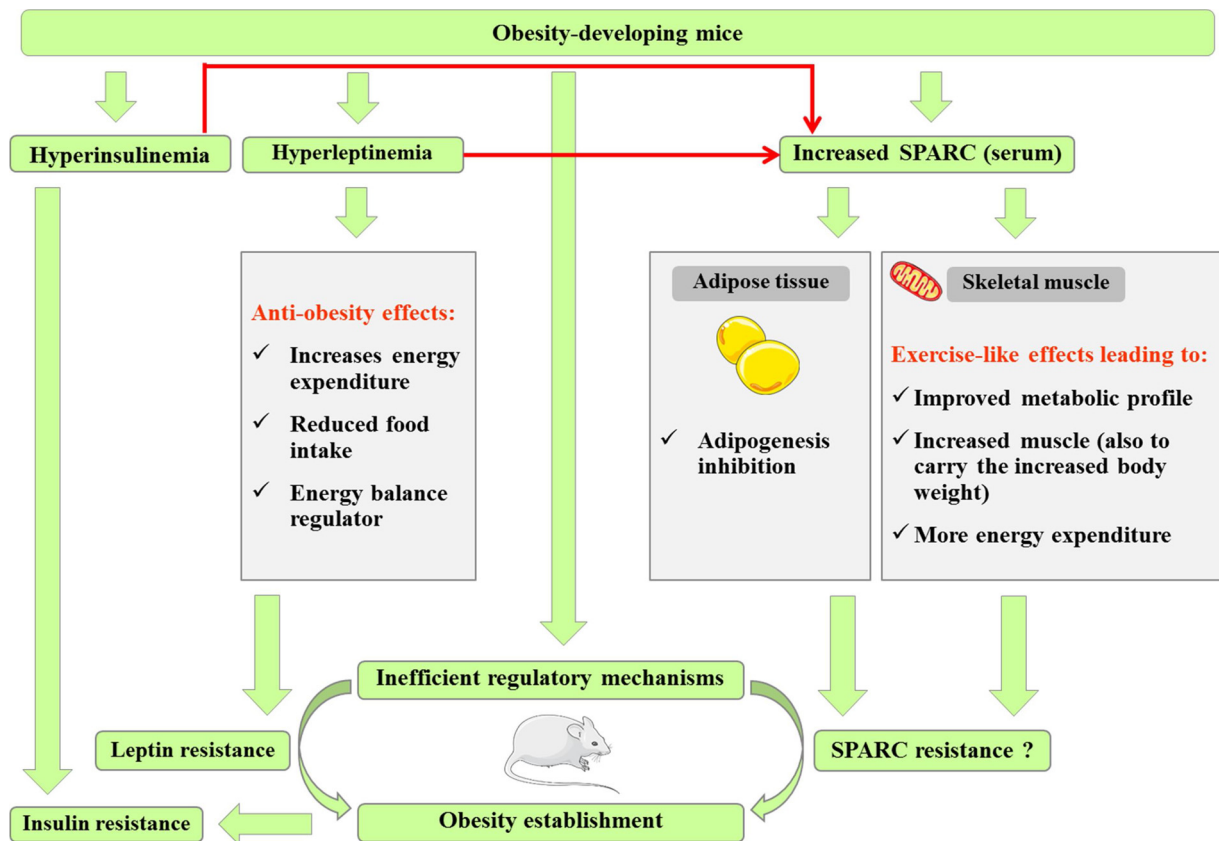 Obesity-developing mice
Hyperinsulinemia
Hyperleptinemia
Increased SPARC (serum)
Anti-obesity effects:
✓ Increases energy
expenditure
✓ Reduced food
intake
✓ Energy balance
regulator
Adipose tissue
✓ Adipogenesis
inhibition
Skeletal muscle
Exercise-like effects leading to:
✓ Improved metabolic profile
✓ Increased muscle (also to
carry the increased body
weight)
✓ More energy expenditure
Inefficient regulatory mechanisms
Leptin resistance
SPARC resistance ?
Insulin resistance
Obesity establishment